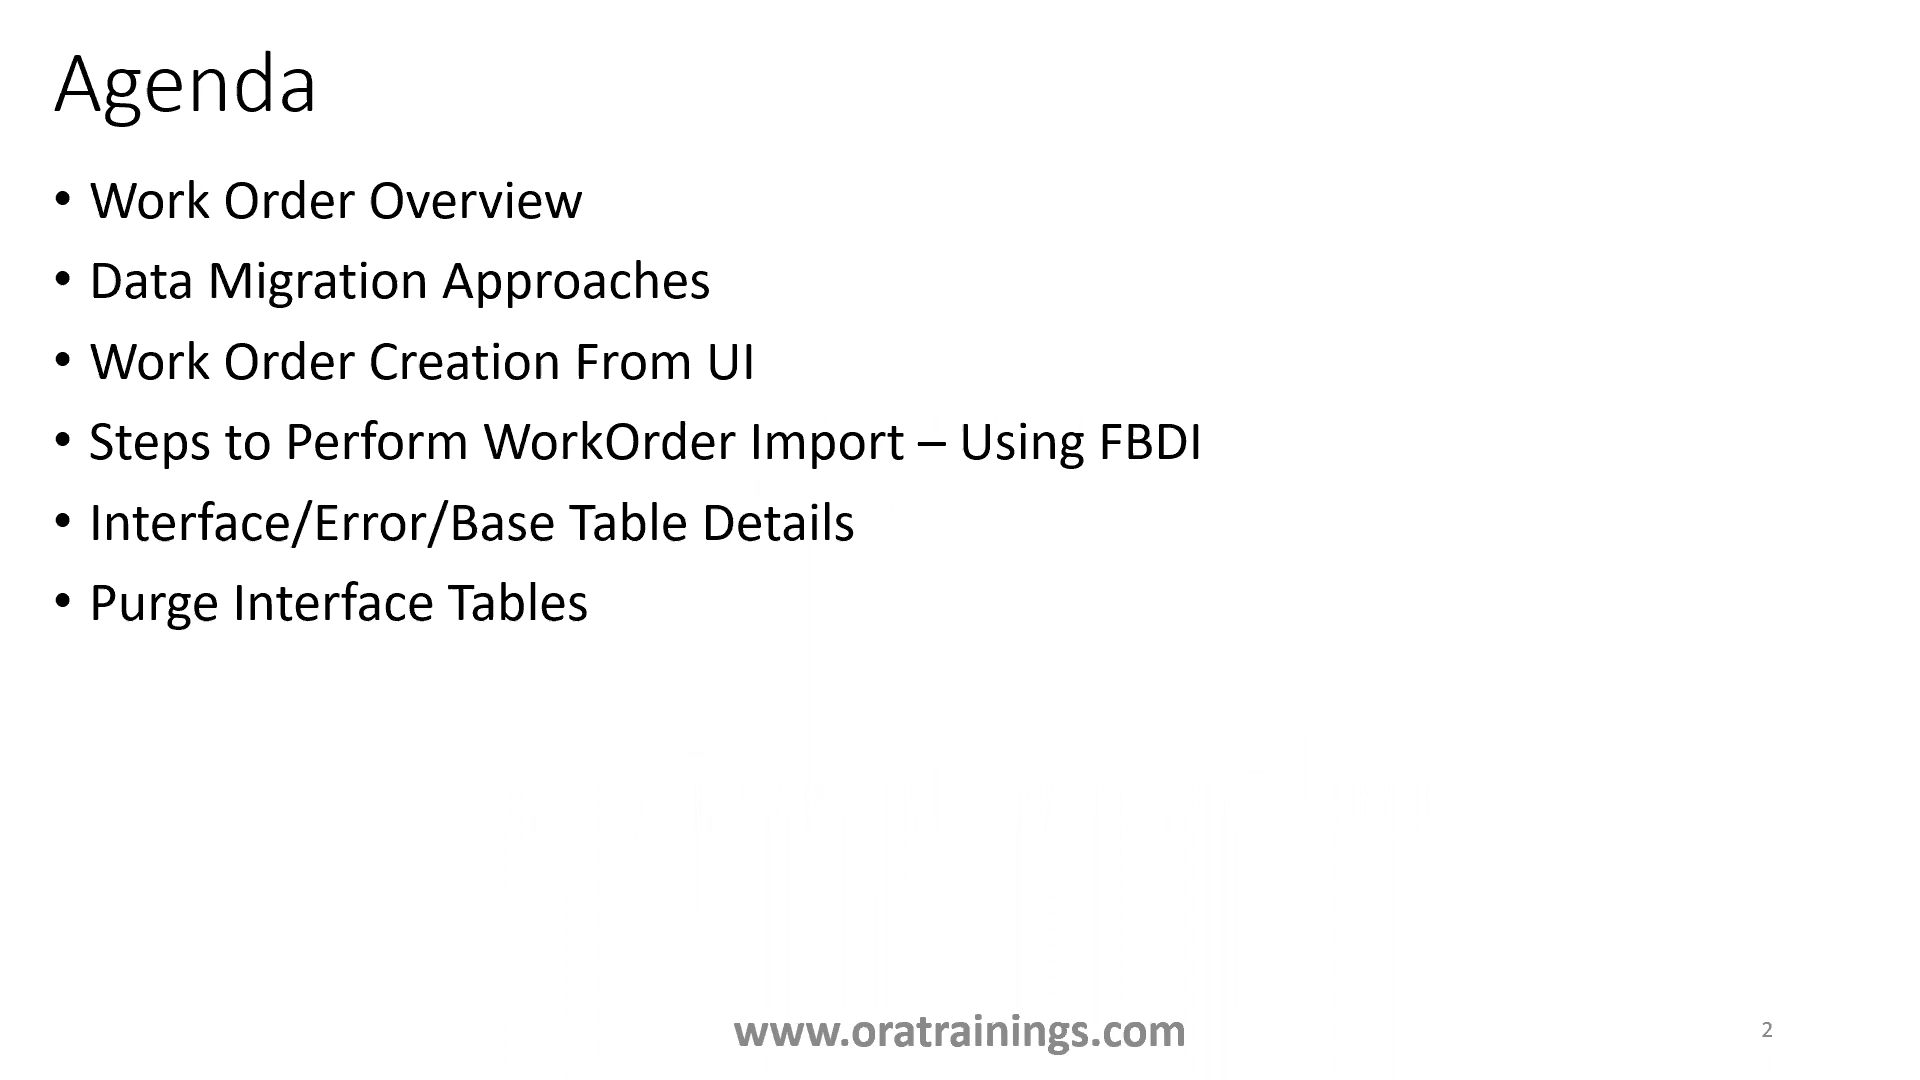 Agenda
• Work Order Overview
• Data Migration Approaches
• Work Order Creation From UI
• Steps to Perform WorkOrder Import – Using FBDI
• Interface/Error/Base Table Details
• Purge Interface Tables
www.oratrainings.com
2